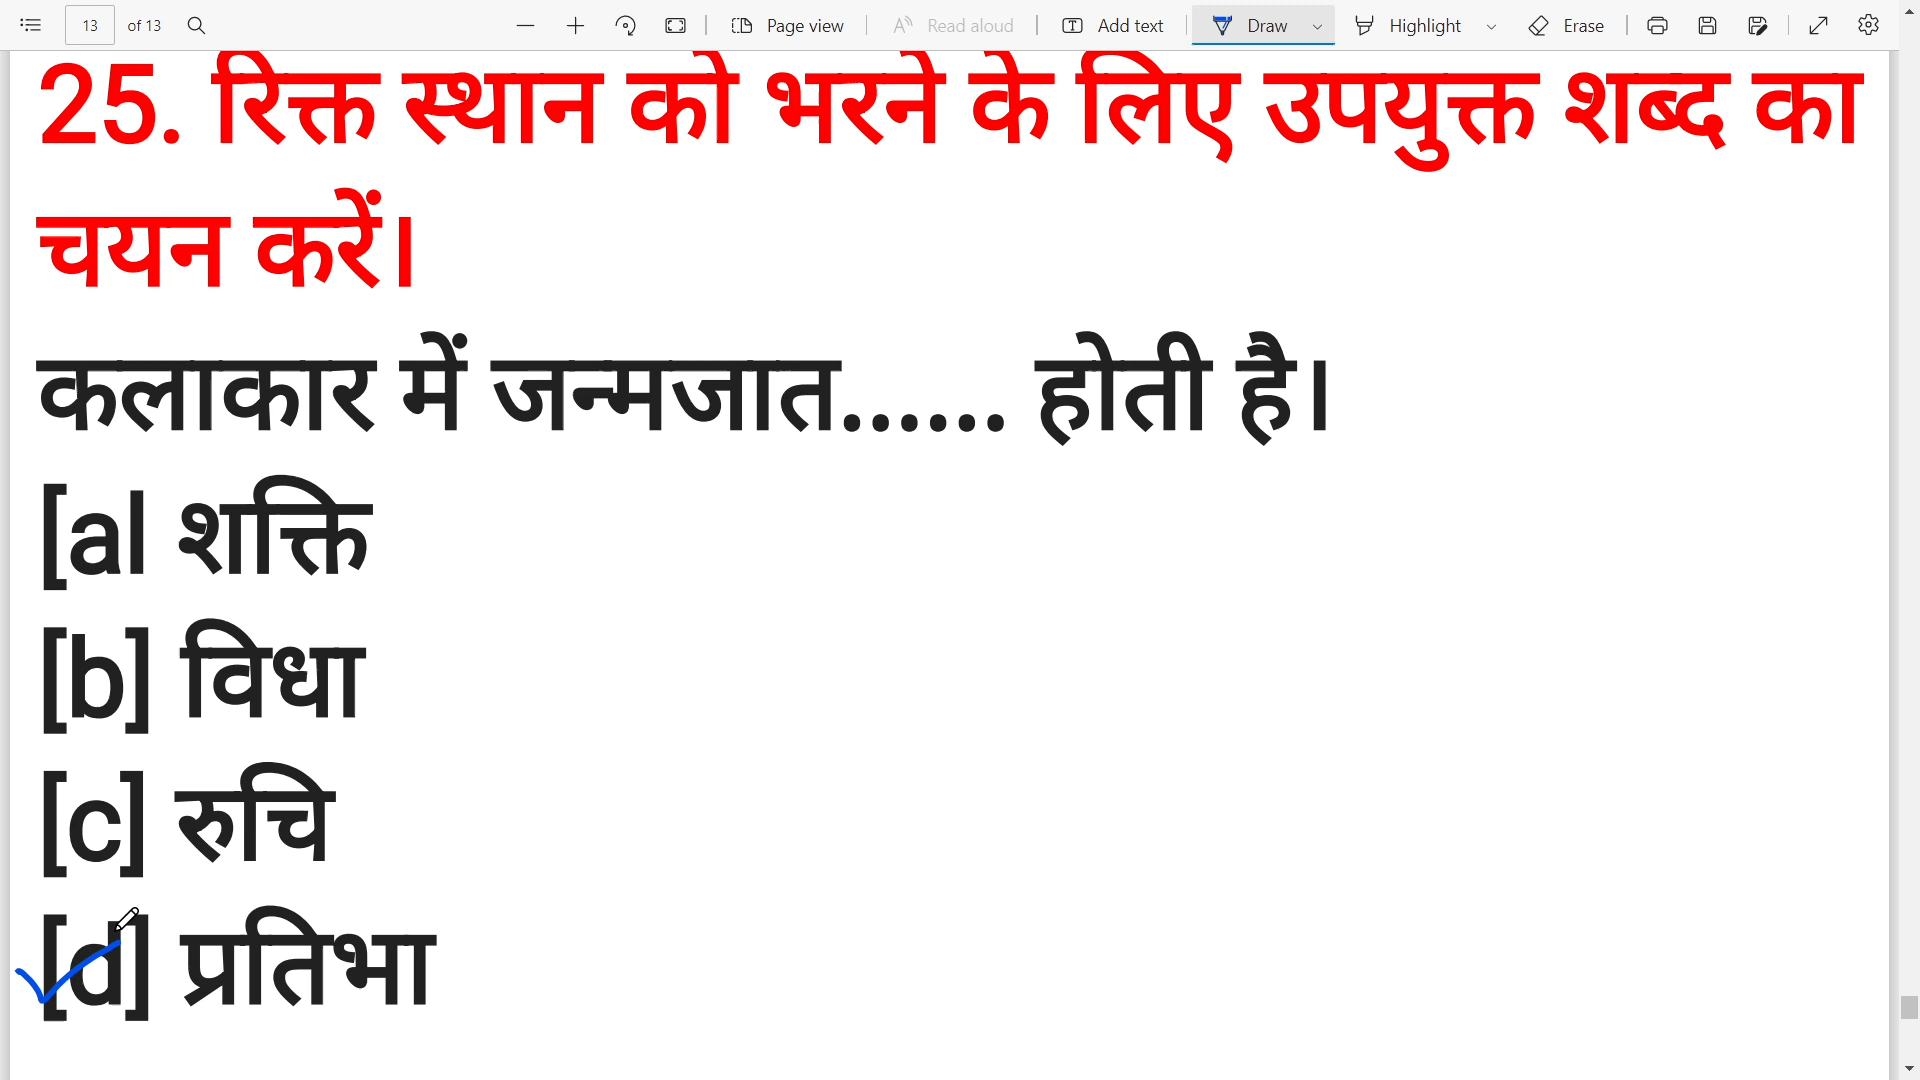 13 of 13 Page view Read aloud Add text Draw Highlight Erase
25. रिक्त स्थान को भरने के लिए उपयुक्त शब्द का
चयन करें।
कलाकार में जन्मजात...... होती है।
[al शक्ति
[b] विधा
[c] रुचि
[d] प्रतिभा